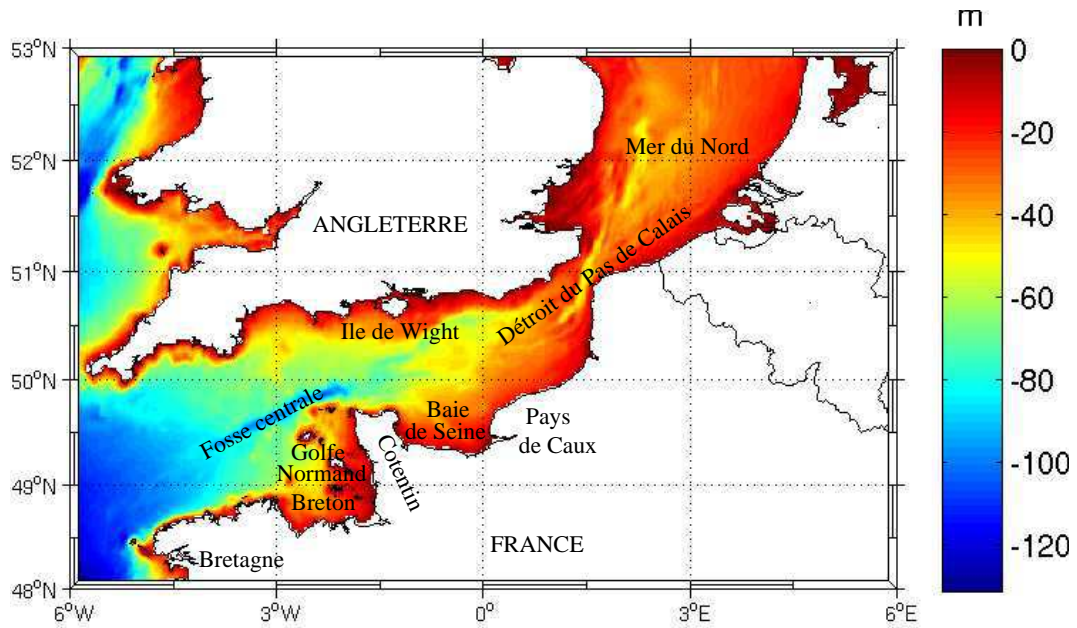 m
53°N
52°N
51°N
50°N
49°N
48°N
6°W
3°W
0°
3°E
6°E
0
-20
-40
-60
-80
-100
-120
Mer du Nord
ANGLETERRE
Détroit du Pas de Calais
Ile de Wight
Fosse centrale
Baie
de Seine
Pays
de Caux
Golfe
Normand
Breton
Cotentin
Bretagne
FRANCE